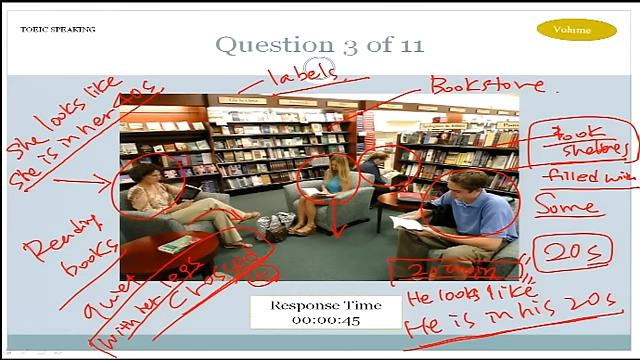 TOEIC SPEAKING
Volume
Question 3 of 11
labels
Bookstore.
She looks like
she is in her 40s
Book
shelves
filled with
Some
20s
Reading
books
quiet
with her legs
crossed
He looks like
He is in his 20s
Response Time
00:00:45